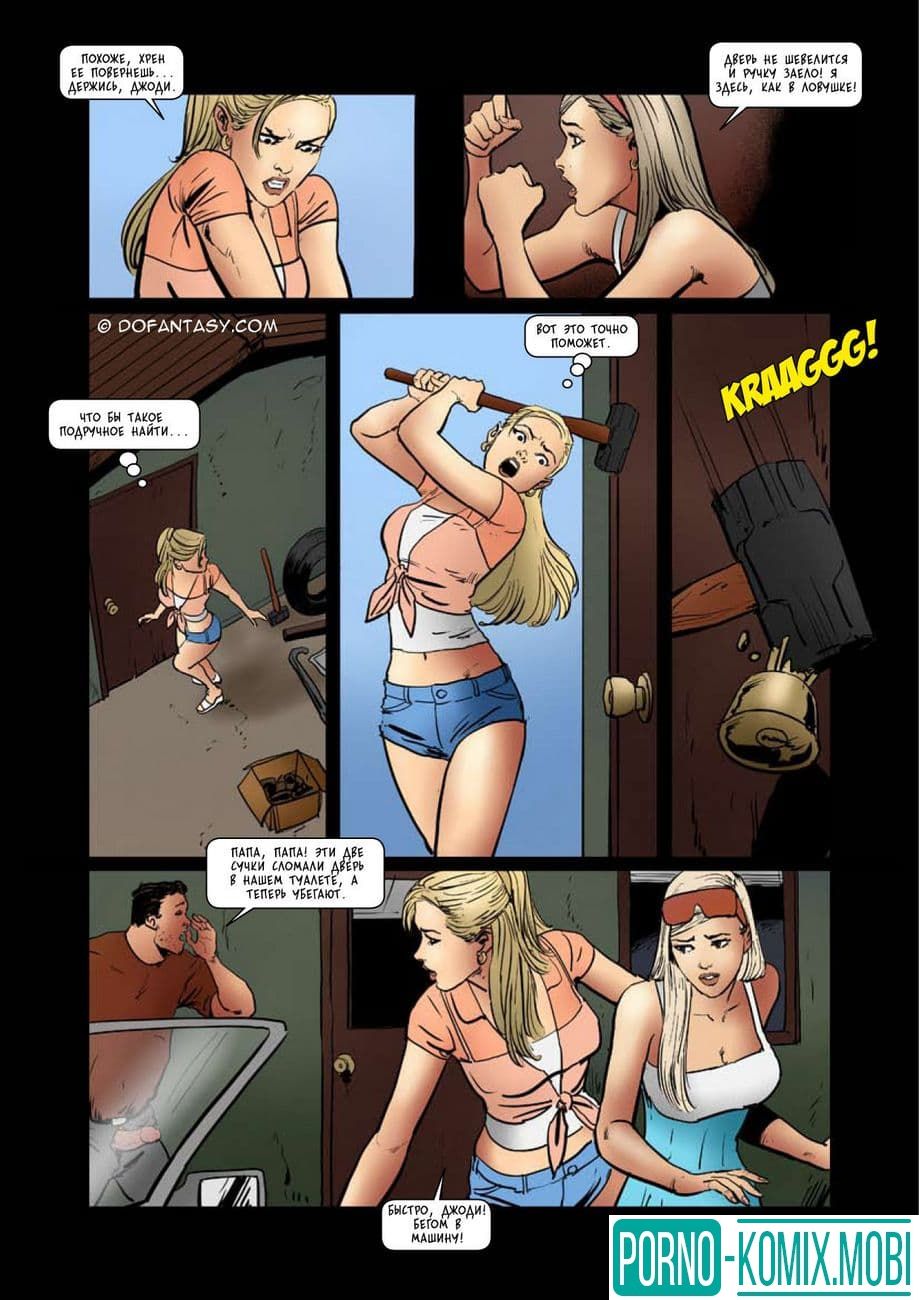 ПОХОЖЕ, ХРЕН
ЕЕ ПОВЕРНЕШЬ...
ДЕРЖИСЬ, ДЖОДИ.
ДВЕРЬ НЕ ШЕВЕЛИТСЯ
И РУЧКУ ЗАЕЛО! Я
ЗДЕСЬ, КАК В ЛОВУШКЕ!
© DOFANTASY.COM
ЧТО БЫ ТАКОЕ
ПОДРУЧНОЕ НАЙТИ...
ВОТ ЭТО ТОЧНО
ПОМОЖЕТ.
KRAAGGG!
ПАПА, ПАПА! ЭТИ ДВЕ
СУЧКИ СЛОМАЛИ ДВЕРЬ
В НАШЕМ ТУАЛЕТЕ, А
ТЕПЕРЬ УБЕГАЮТ.
БЫСТРО, ДЖОДИ!
БЕГОМ В
МАШИНУ!
PORNO-KOMIX.MOBI